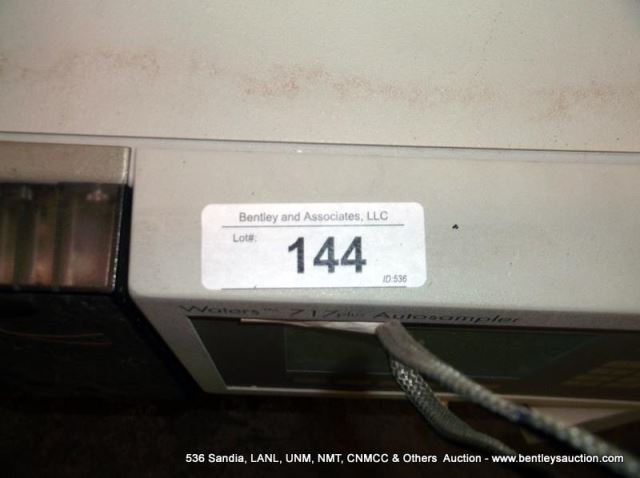 Bentley and Associates, LLC
Lot#:
144
ID:536
Waters™ 717plus Autosampler
536 Sandia, LANL, UNM, NMT, CNMCC & Others Auction - www.bentleysauction.com